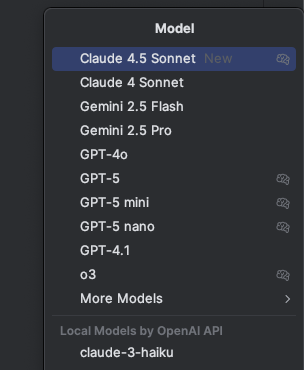 Model
Claude 4.5 Sonnet New
Claude 4 Sonnet
Gemini 2.5 Flash
Gemini 2.5 Pro
GPT-4o
GPT-5
GPT-5 mini
GPT-5 nano
GPT-4.1
o3
More Models
Local Models by OpenAI API
claude-3-haiku